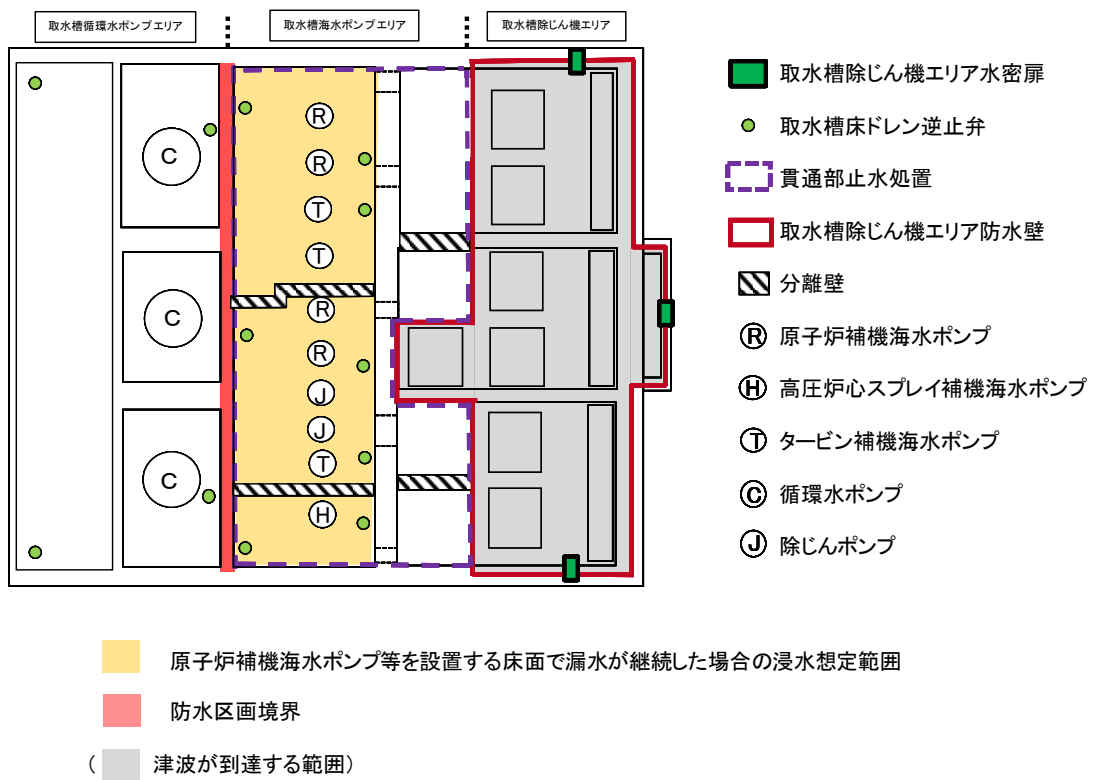 取水槽循環水ポンプエリア
取水槽海水ポンプエリア
取水槽除じん機エリア
C
C
C
R
R
T
T
R
R
J
J
T
H
取水槽除じん機エリア水密扉
取水槽床ドレン逆止弁
貫通部止水処置
取水槽除じん機エリア防水壁
分離壁
R 原子炉補機海水ポンプ
H 高圧炉心スプレイ補機海水ポンプ
T タービン補機海水ポンプ
C 循環水ポンプ
J 除じんポンプ
原子炉補機海水ポンプ等を設置する床面で漏水が継続した場合の浸水想定範囲
防水区画境界
( 津波が到達する範囲)